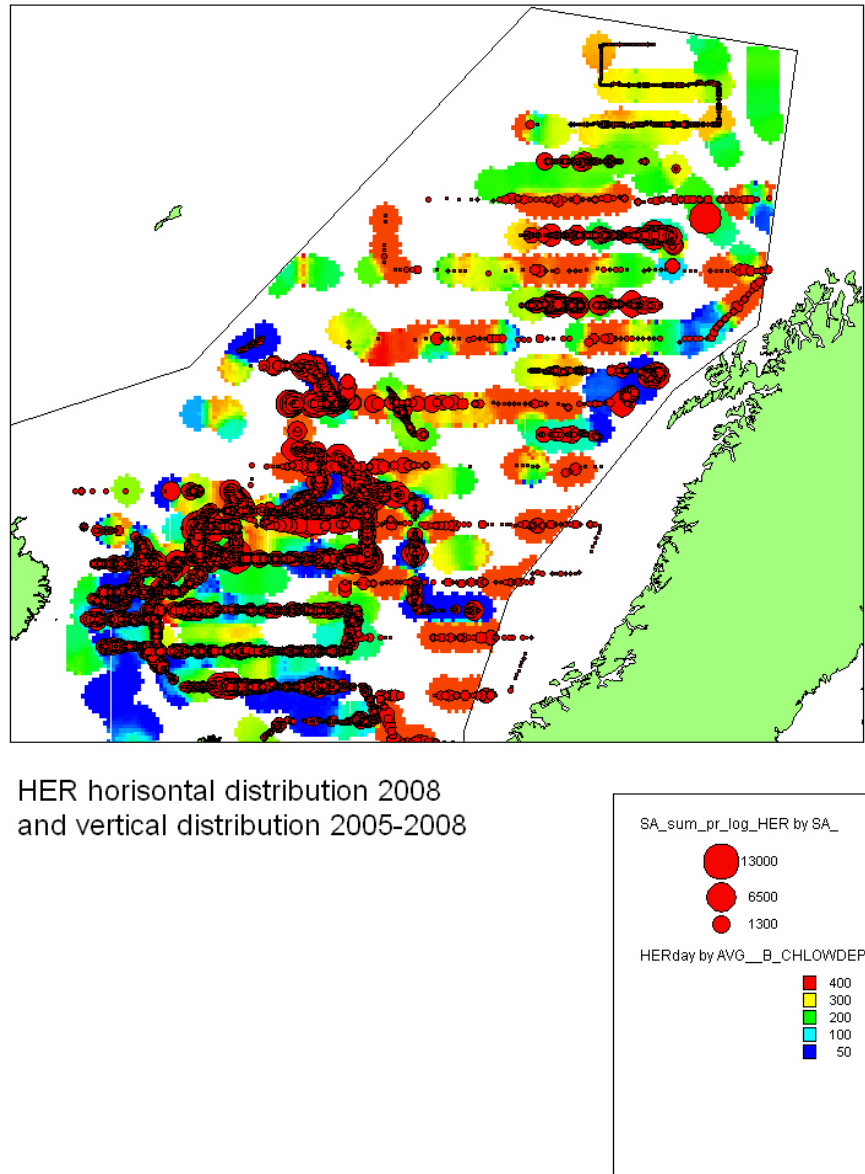 HER horisontal distribution 2008
and vertical distribution 2005-2008
SA_sum_pr_log_HER by SA_
13000
6500
1300
HERday by AVG__B_CHLOWDEP
400
300
200
100
50